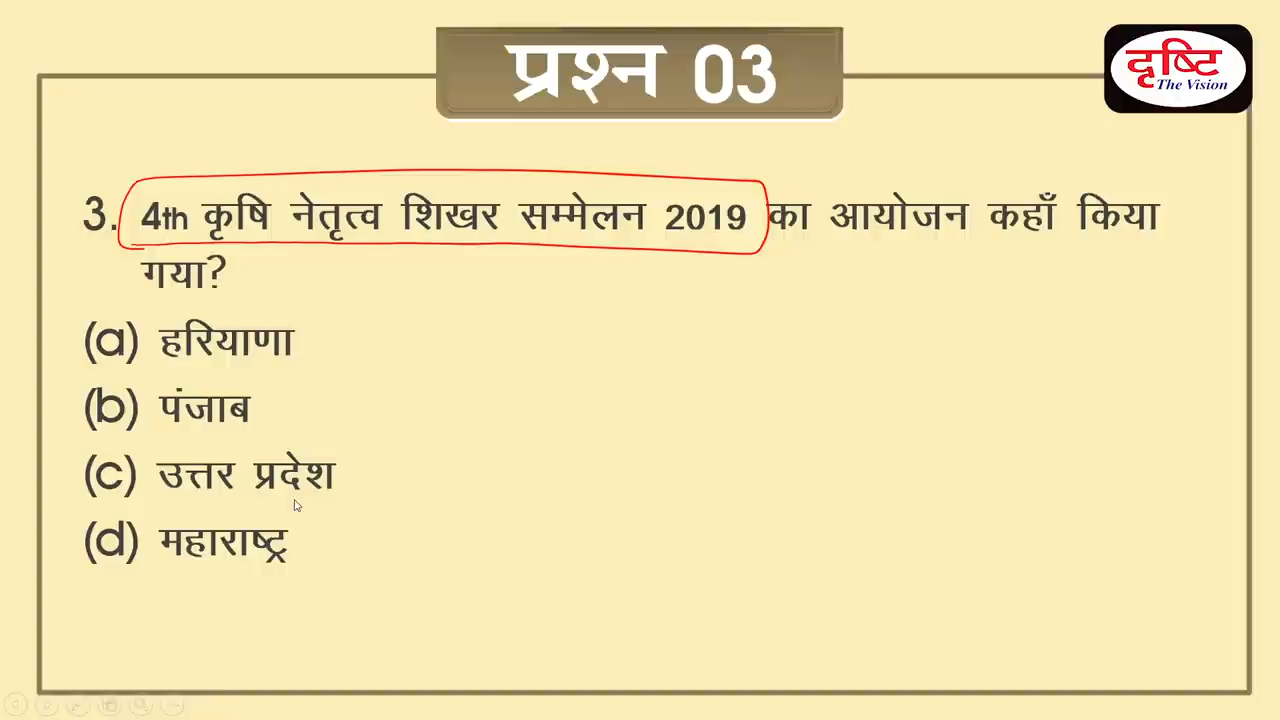 प्रश्न 03
दृष्टि
The Vision
3. 4th कृषि नेतृत्व शिखर सम्मेलन 2019 का आयोजन कहाँ किया
गया?
(a) हरियाणा
(b) पंजाब
(c) उत्तर प्रदेश
(d) महाराष्ट्र